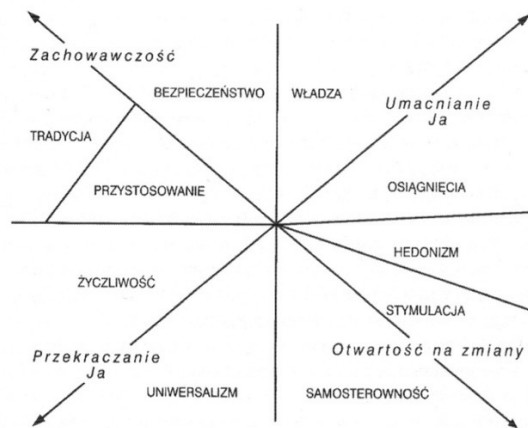 Zachowawczość
BEZPIECZEŃSTWO
WŁADZA
Umacnianie
Ja
TRADYCJA
PRZYSTOSOWANIE
OSIĄGNIĘCIA
HEDONIZM
ŻYCZLIWOŚĆ
STYMULACJA
Przekraczanie
Ja
Otwartość na zmiany
UNIWERSALIZM
SAMOSTEROWNOŚĆ